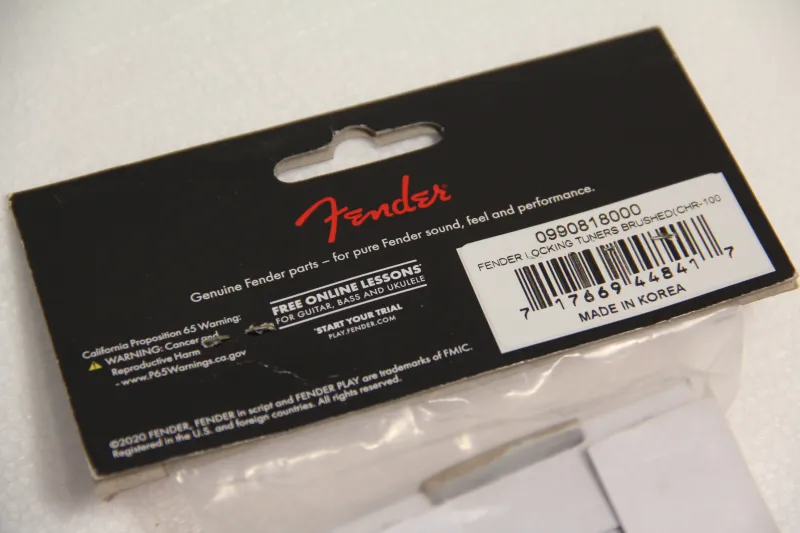 Fender
Genuine Fender parts – for pure Fender sound, feel and performance.
0990818000
FENDER LOCKING TUNERS BRUSHED(CHR-100
7 17669 44841 7
MADE IN KOREA
FREE ONLINE LESSONS*
FOR GUITAR, BASS AND UKULELE
*START YOUR TRIAL
PLAY.FENDER.COM
California Proposition 65 Warning:
WARNING: Cancer and
Reproductive Harm
- www.P65Warnings.ca.gov
©2020 FENDER, FENDER in script and FENDER PLAY are trademarks of FMIC.
Registered in the U.S. and foreign countries. All rights reserved.